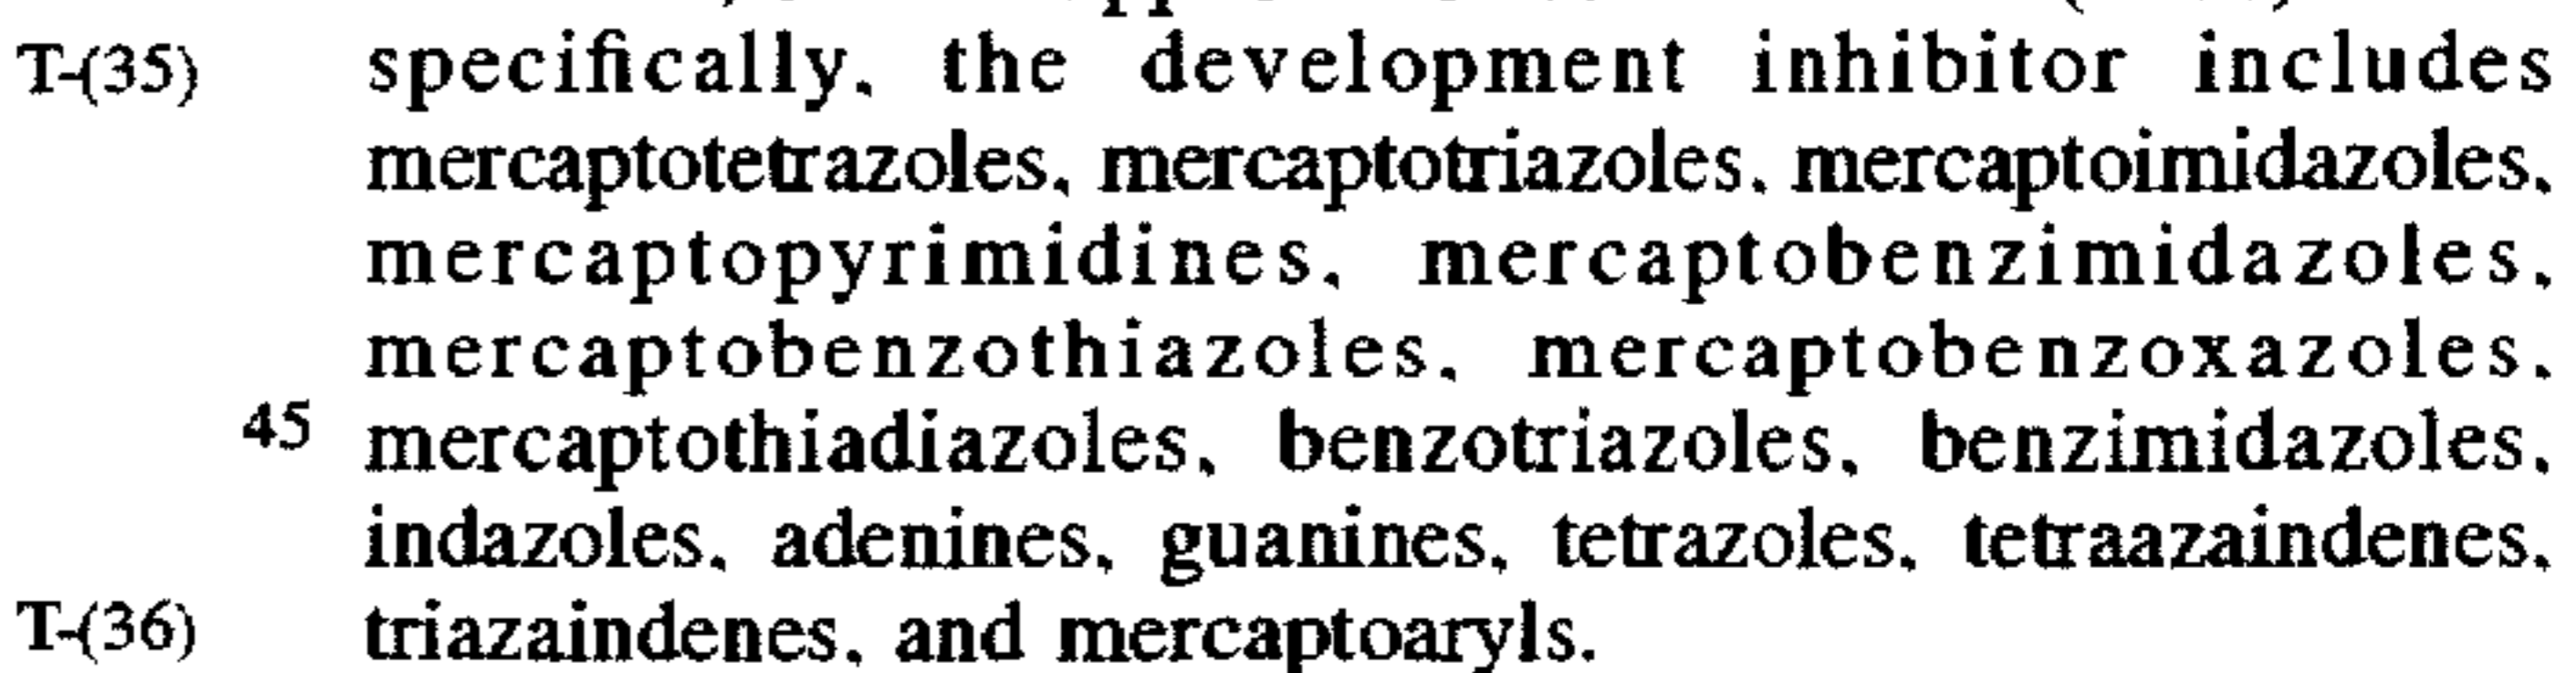 T-(35) specifically, the development inhibitor includes
mercaptotetrazoles, mercaptotriazoles, mercaptoimidazoles,
mercaptopyrimidines, mercaptobenzimidazoles,
mercaptobenzothiazoles, mercaptobenzoxazoles,
45 mercaptothiadiazoles, benzotriazoles, benzimidazoles,
indazoles, adenines, guanines, tetrazoles, tetraazaindenes,
T-(36) triazaindenes, and mercaptoaryls.